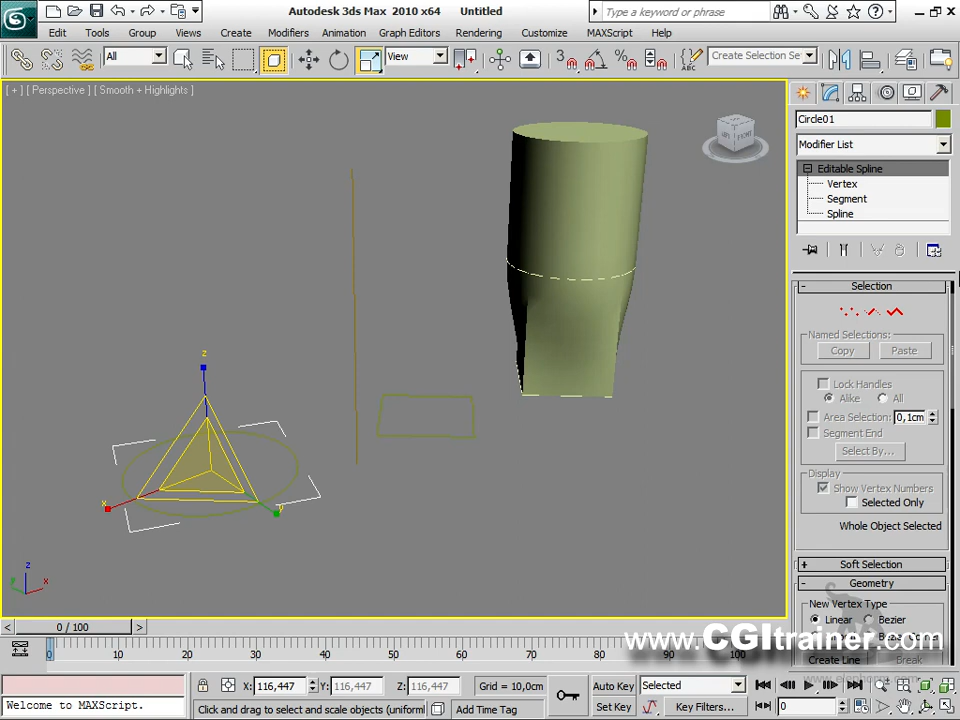 Autodesk 3ds Max 2010 x64 Untitled
Type a keyword or phrase
Edit Tools Group Views Create Modifiers Animation Graph Editors Rendering Customize MAXScript Help
All View 3 Create Selection Se
[ + ] [ Perspective ] [ Smooth + Highlights ]
Circle01
Modifier List
Editable Spline
Vertex
Segment
Spline
- Selection
Named Selections:
Copy Paste
Lock Handles
Alike All
Area Selection: 0,1cm
Segment End
Select By...
Display
Show Vertex Numbers
Selected Only
Whole Object Selected
+ Soft Selection
- Geometry
New Vertex Type
Linear Bezier
Create Line Break
z
x
y
z
x
0 / 100
0 10 20 30 40 50 60 70 80 90 100
www.CGItrainer.com
X: 116,447 Y: 116,447 Z: 116,447 Grid = 10,0cm
Auto Key Selected
Welcome to MAXScript.
Click and drag to select and scale objects (uniforml
Add Time Tag
Set Key Key Filters... 0